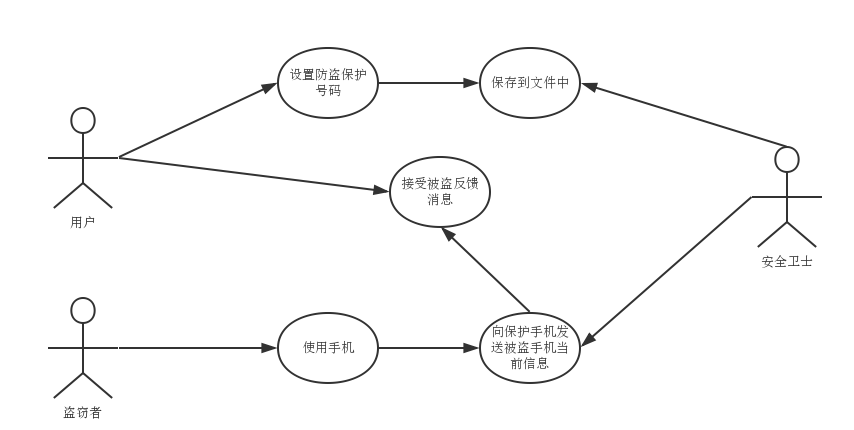 设置防盗保护
号码
保存到文件中
接受被盗反馈
消息
用户
安全卫士
使用手机
向保护手机发
送被盗手机当
前信息
盗窃者